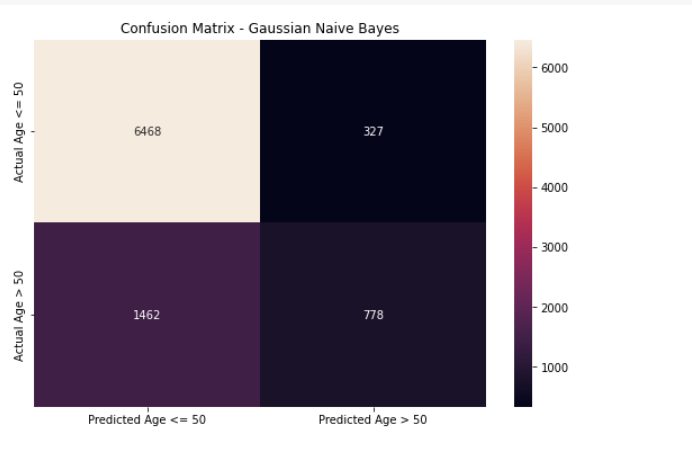 Confusion Matrix - Gaussian Naive Bayes
Actual Age <= 50
6468
327
Actual Age > 50
1462
778
Predicted Age <= 50
Predicted Age > 50
6000
5000
4000
3000
2000
1000